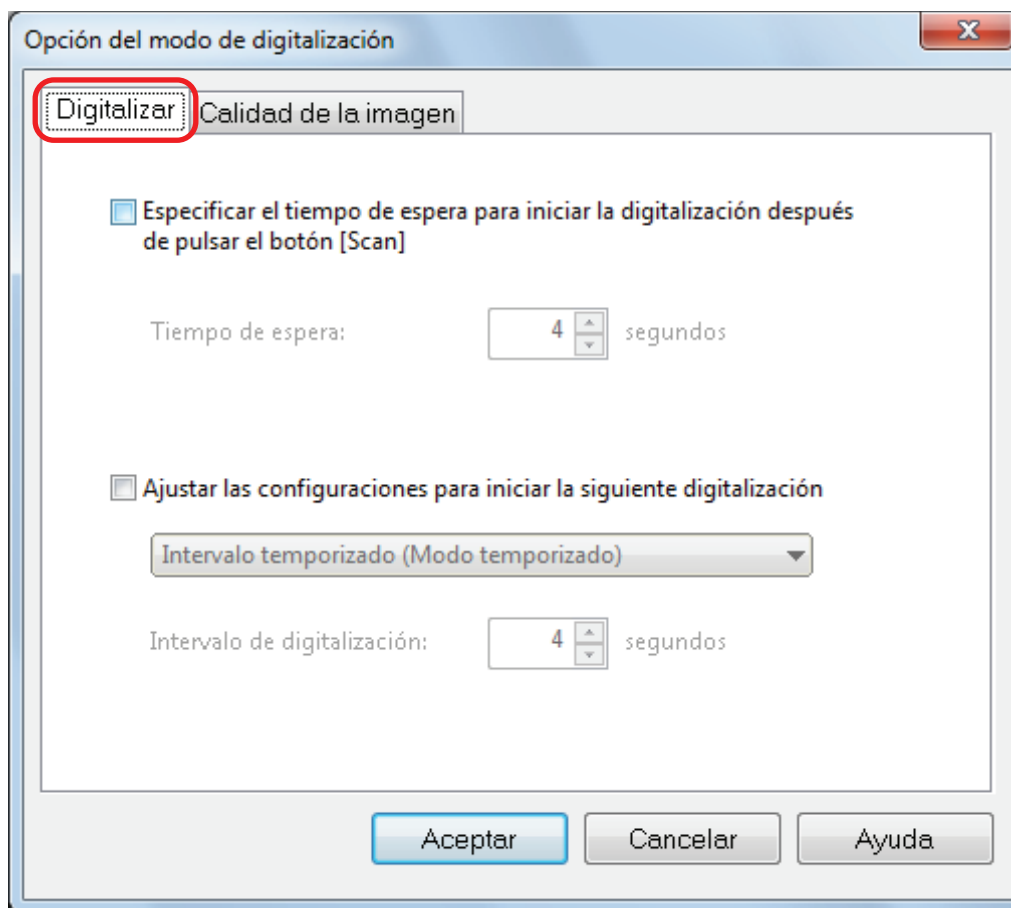 Opción del modo de digitalización
Digitalizar
Calidad de la imagen
Especificar el tiempo de espera para iniciar la digitalización después
de pulsar el botón [Scan]
Tiempo de espera: 4 segundos
Ajustar las configuraciones para iniciar la siguiente digitalización
Intervalo temporizado (Modo temporizado)
Intervalo de digitalización: 4 segundos
Aceptar
Cancelar
Ayuda